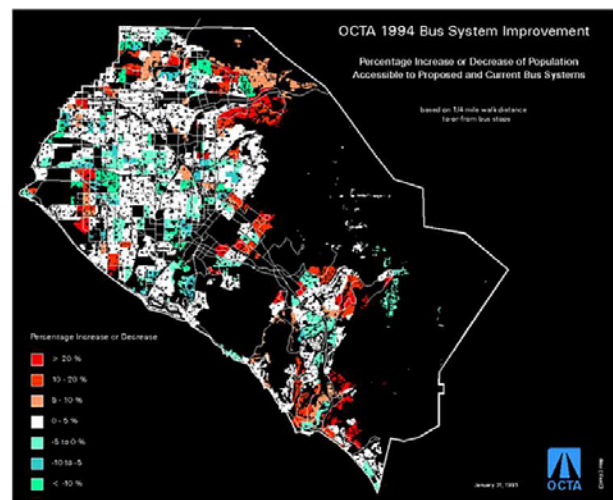 OCTA 1994 Bus System Improvement
Percentage Increase or Decrease of Population
Accessible to Proposed and Current Bus Systems
based on 1/4 mile walk distance
to-or-from bus stops
Percentage Increase or Decrease
> 20 %
10 - 20 %
5 - 10 %
0 - 5 %
-5 to 0 %
-10 to -5
< -10 %
January 31, 1995
OCTA